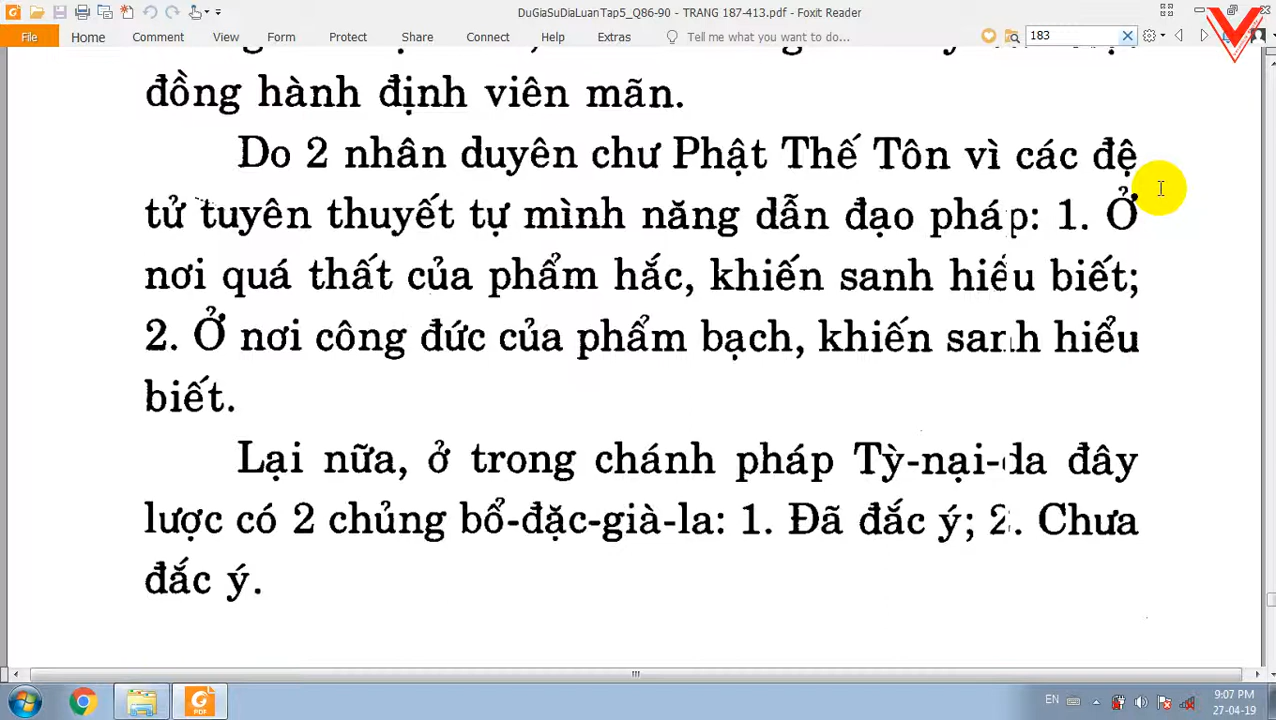 DuGiaSuDiaLuanTap5_Q86-90 - TRANG 187-413.pdf - Foxit Reader
File Home Comment View Form Protect Share Connect Help Extras Tell me what you want to do... 183
đồng hành định viên mãn.
Do 2 nhân duyên chư Phật Thế Tôn vì các đệ
tử tuyên thuyết tự mình năng dẫn đạo pháp: 1. Ở
nơi quá thất của phẩm hắc, khiến sanh hiểu biết;
2. Ở nơi công đức của phẩm bạch, khiến sanh hiểu
biết.
Lại nữa, ở trong chánh pháp Tỳ-nại-da đây
lược có 2 chủng bổ-đặc-già-la: 1. Đã đắc ý; 2. Chưa
đắc ý.
EN 9:07 PM
27-04-19